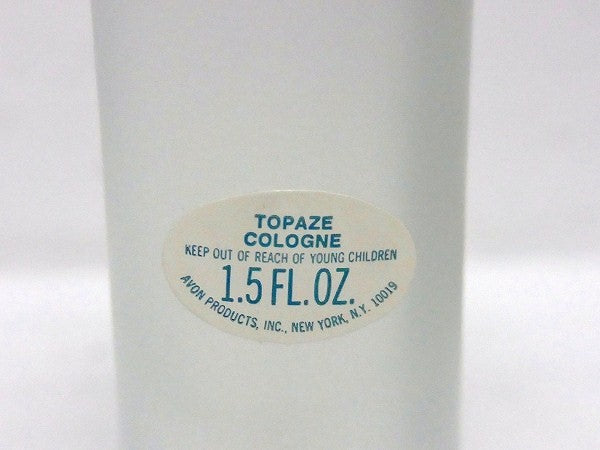 TOPAZE
COLOGNE
KEEP OUT OF REACH OF YOUNG CHILDREN
1.5 FL.OZ.
AVON PRODUCTS, INC., NEW YORK, N.Y. 10019